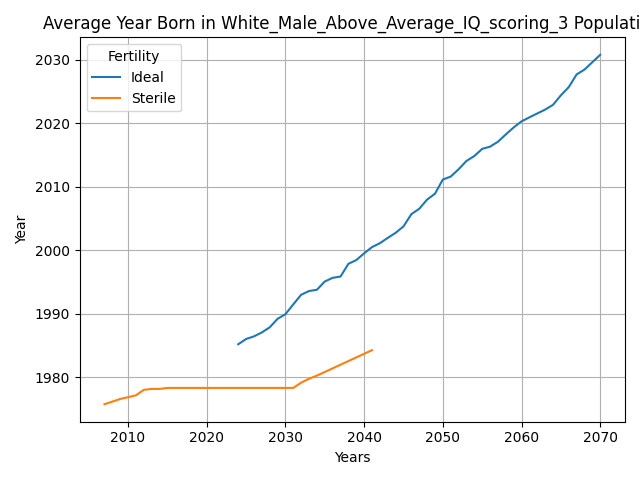 Average Year Born in White_Male_Above_Average_IQ_scoring_3 Populati
Fertility
Ideal
Sterile
2030
2020
2010
2000
1990
1980
Year
2010 2020 2030 2040 2050 2060 2070
Years